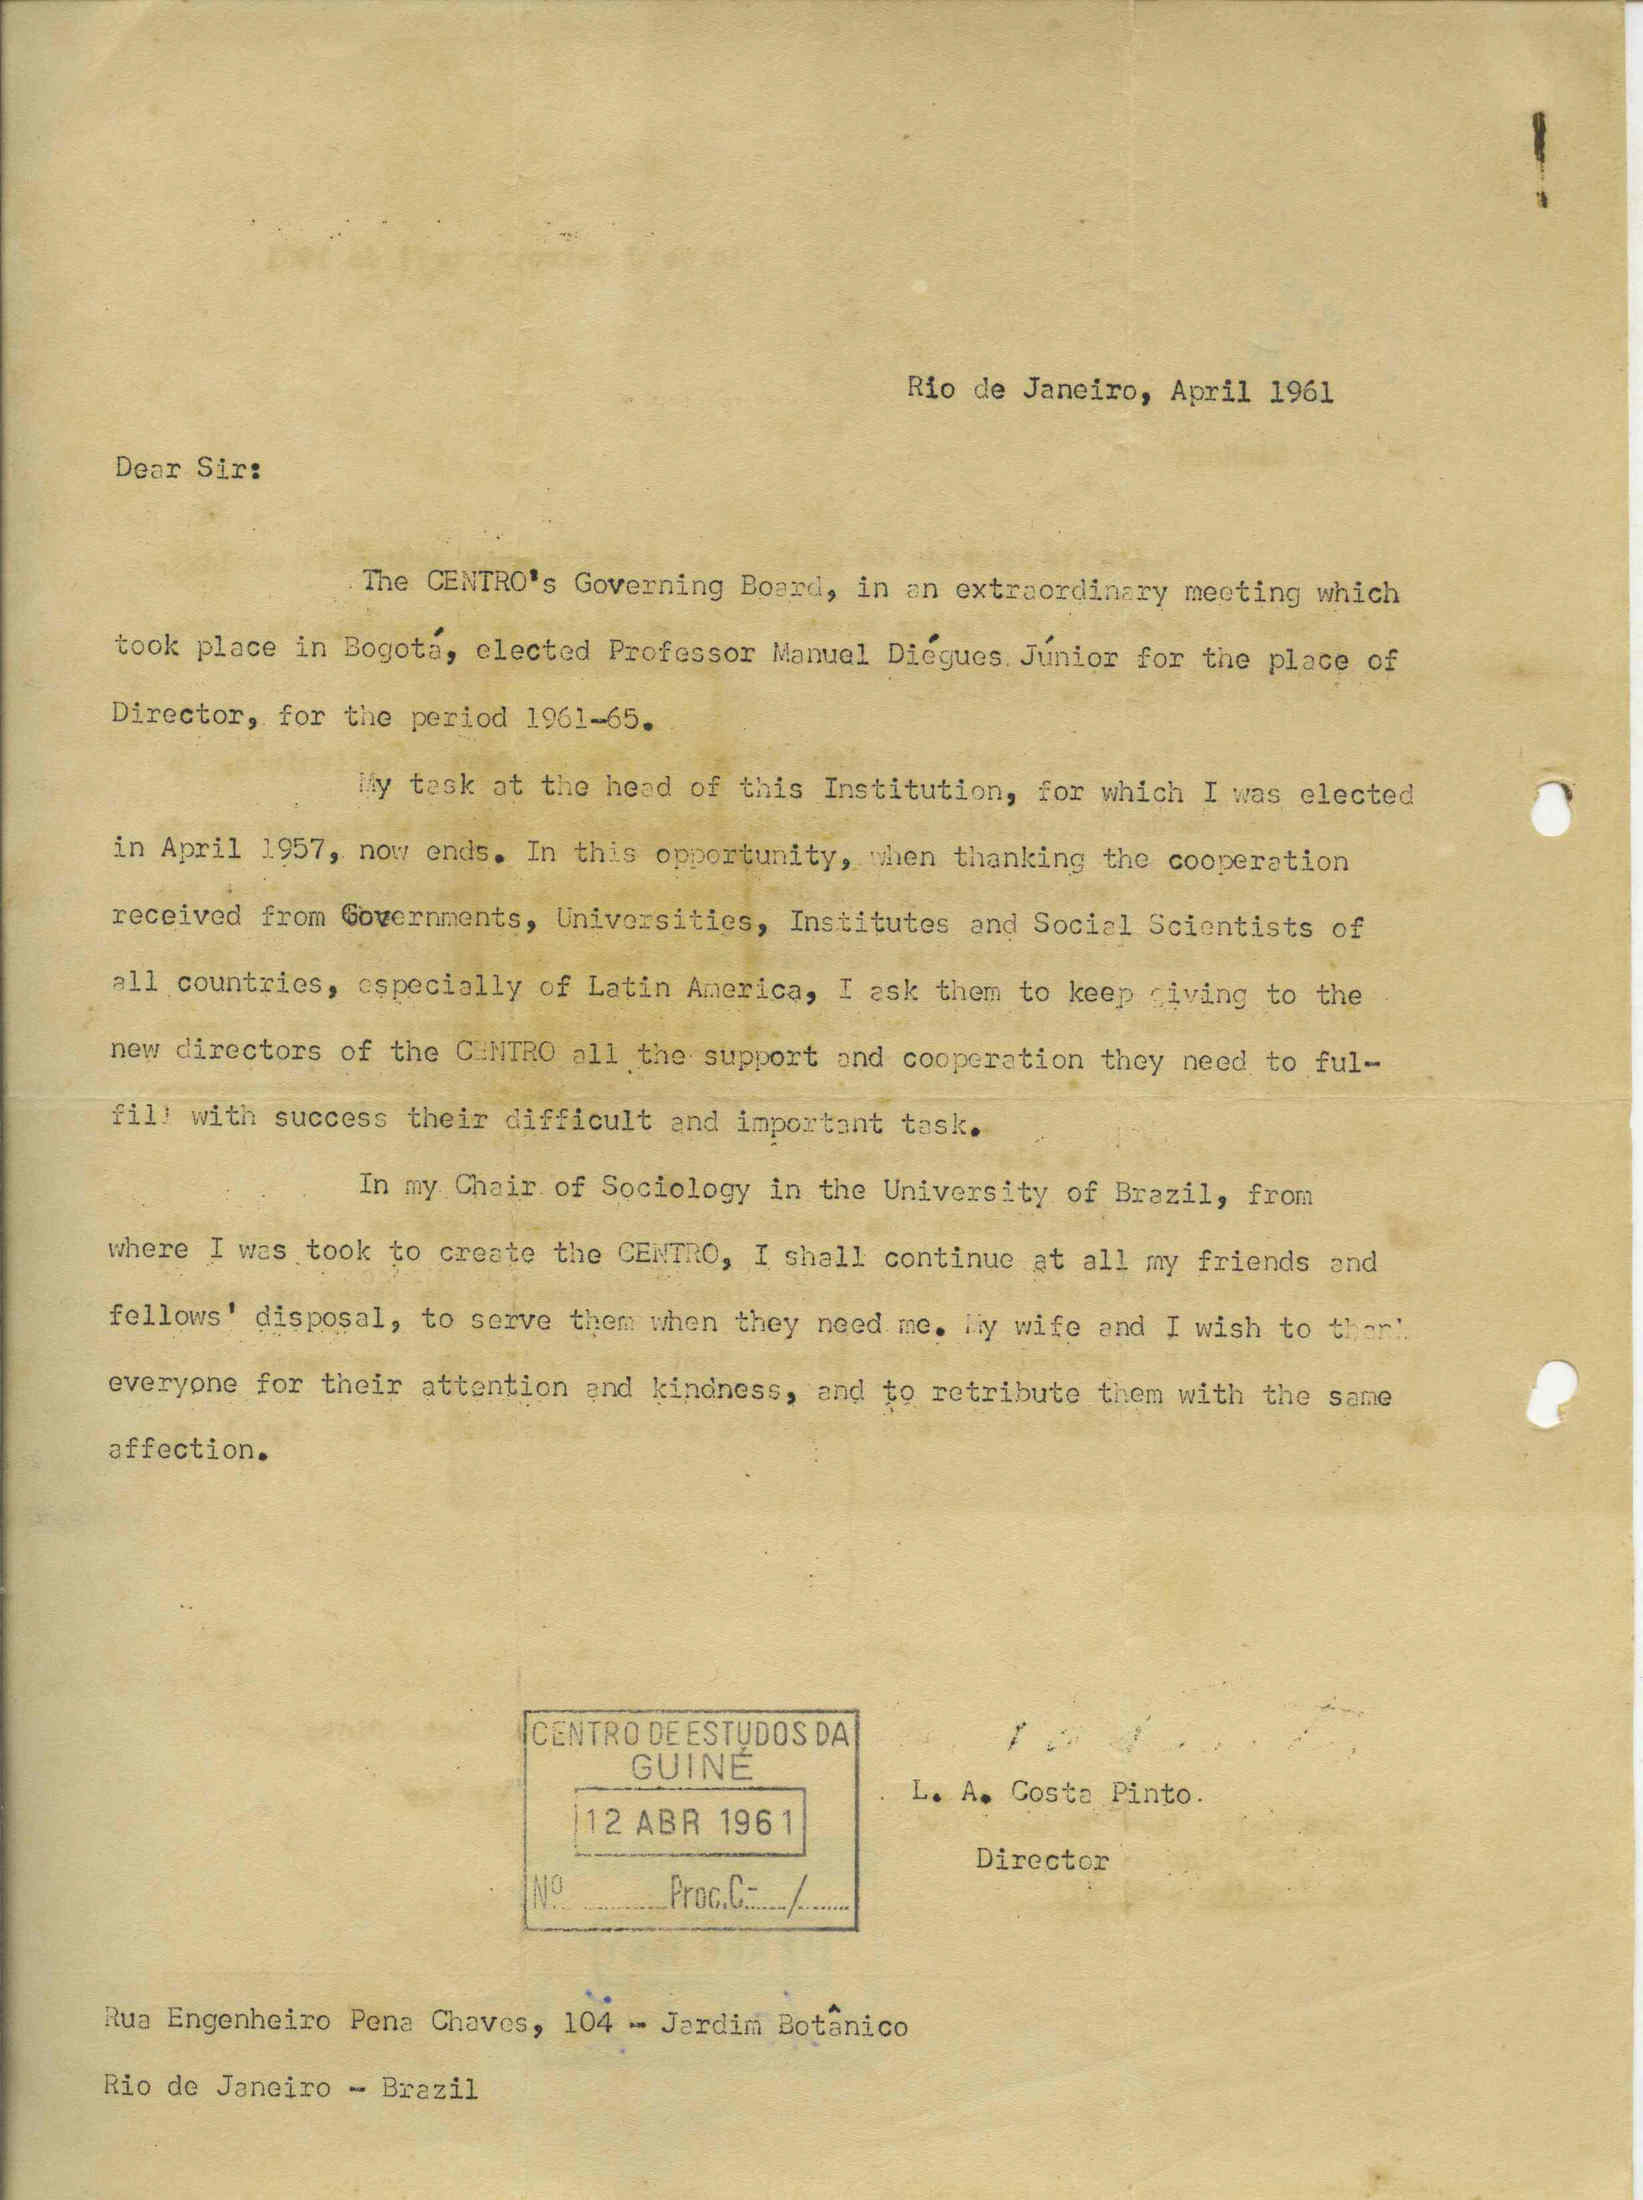 Rio de Janeiro, April 1961
Dear Sir:
The CENTRO's Governing Board, in an extraordinary meeting which
took place in Bogotá, elected Professor Manuel Diégues Júnior for the place of
Director, for the period 1961-65.
My task at the head of this Institution, for which I was elected
in April 1957, now ends. In this opportunity, when thanking the cooperation
received from Governments, Universities, Institutes and Social Scientists of
all countries, especially of Latin America, I ask them to keep giving to the
new directors of the CENTRO all the support and cooperation they need to ful-
fill with success their difficult and important task.
In my Chair of Sociology in the University of Brazil, from
where I was took to create the CENTRO, I shall continue at all my friends and
fellows' disposal, to serve them when they need me. My wife and I wish to thank
everyone for their attention and kindness, and to retribute them with the same
affection.
CENTRO DE ESTUDOS DA
GUINÉ
12 ABR 1961
Nº ........ Proc.C-....../......
L. A. Costa Pinto.
Director
Rua Engenheiro Pena Chaves, 104 - Jardim Botânico
Rio de Janeiro - Brazil